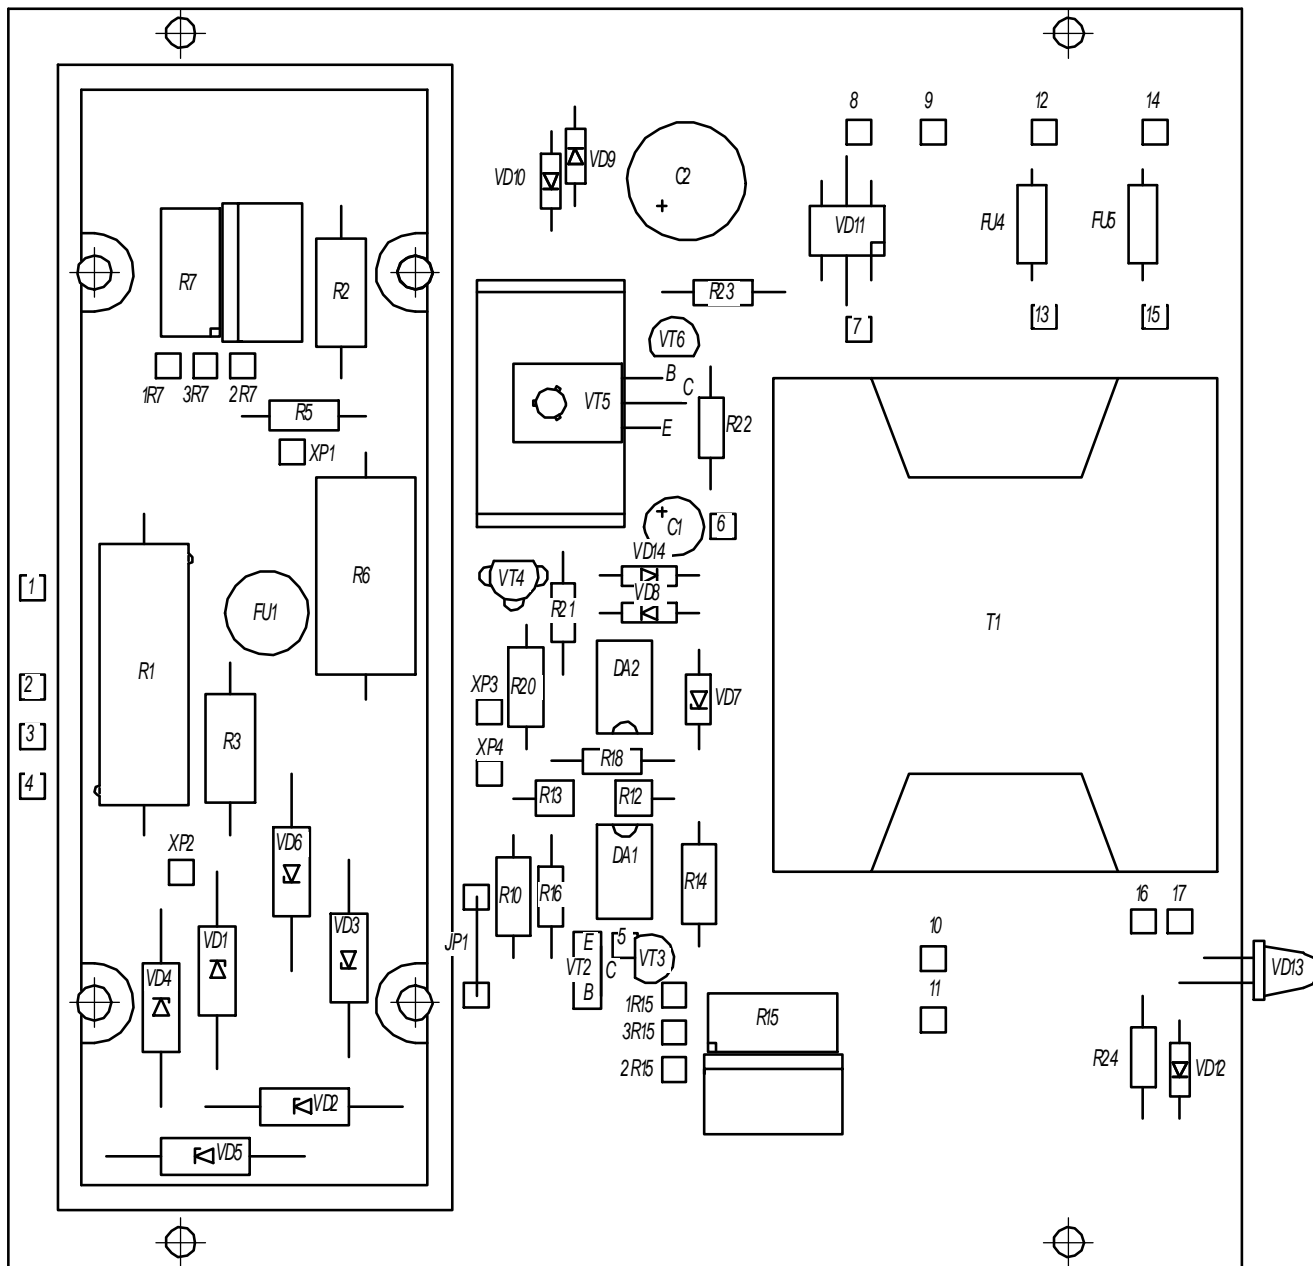 8
9
12
14
VD9
VD10
C2
VD11
FU4
FU5
R7
R2
R23
7
13
15
VT6
1R7
3R7
2R7
B
C
VT5
E
R5
R22
XP1
C1
6
VD14
VT4
R6
1
VD8
R21
FU1
T1
R1
DA2
2
XP3
R20
VD7
3
R3
XP4
R18
4
R13
R12
VD6
XP2
DA1
R10
R16
R14
16
17
VD3
10
VD1
JP1
E
5
VT2
C
VT3
VD13
VD4
B
1R15
11
R15
3R15
2R15
R24
VD12
VD2
VD5